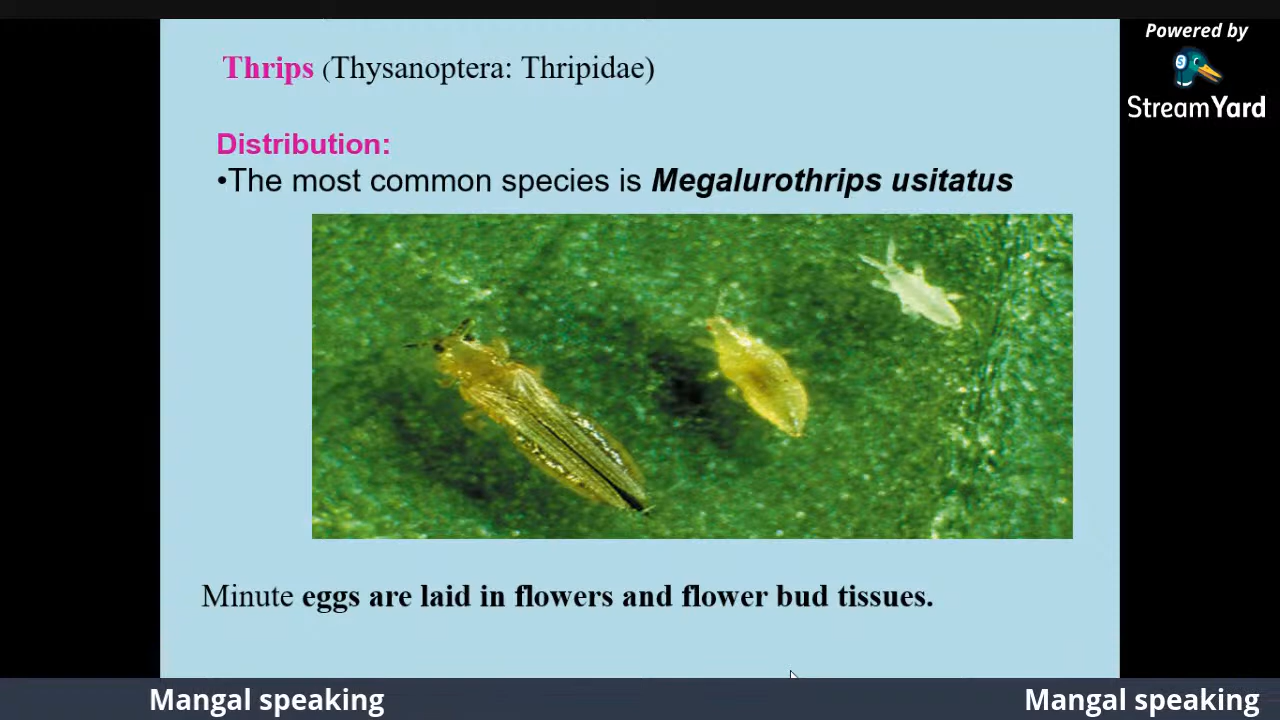 Powered by
StreamYard
Thrips (Thysanoptera: Thripidae)
Distribution:
•The most common species is Megalurothrips usitatus
Minute eggs are laid in flowers and flower bud tissues.
Mangal speaking
Mangal speaking